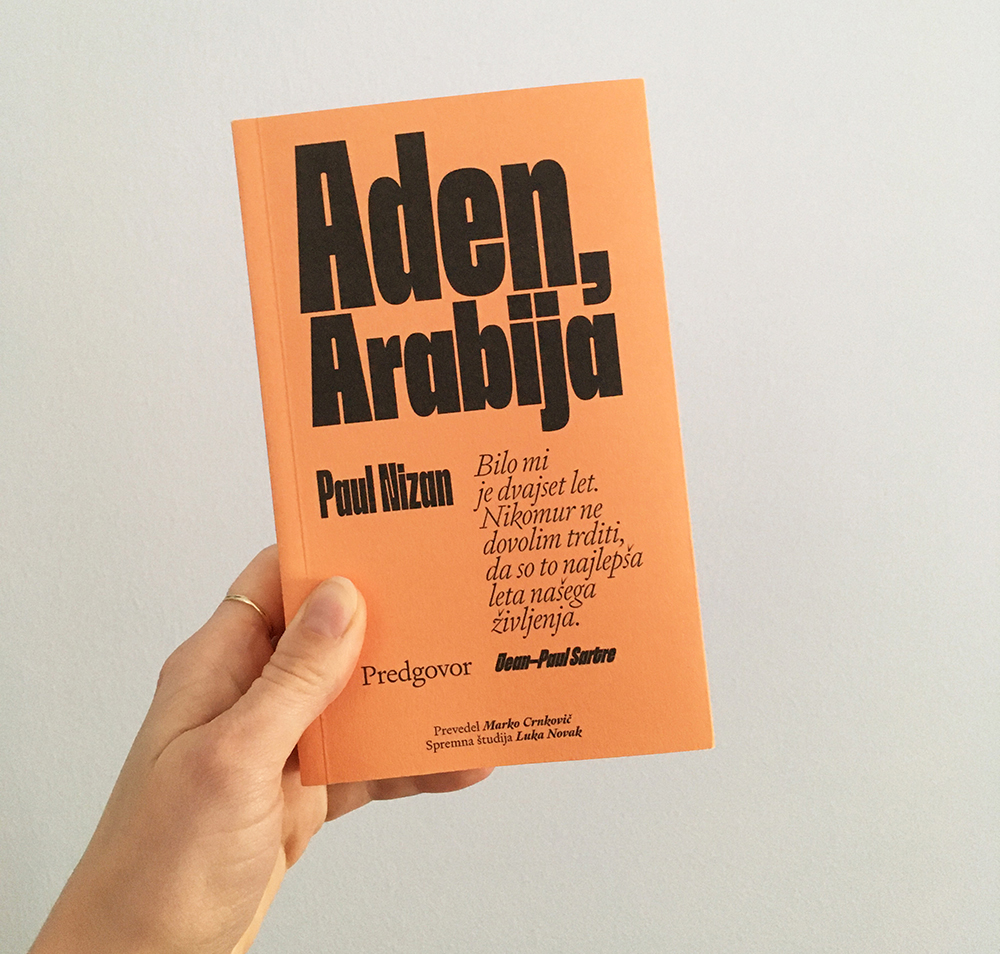 Aden,
Arabija
Paul Nizan
Bilo mi
je dvajset let.
Nikomur ne
dovolim trditi,
da so to najlepša
leta našega
življenja.
Predgovor Jean–Paul Sartre
Prevedel Marko Crnkovič
Spremna študija Luka Novak